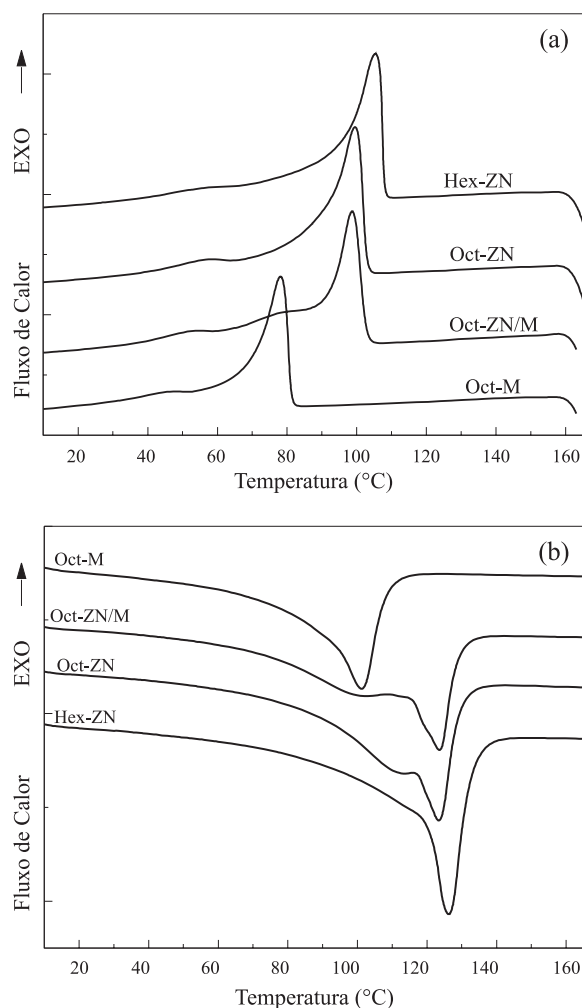 (a)
EXO
Hex-ZN
Oct-ZN
Fluxo de Calor
Oct-ZN/M
Oct-M
20 40 60 80 100 120 140 160
Temperatura (°C)
(b)
Oct-M
EXO
Oct-ZN/M
Oct-ZN
Hex-ZN
Fluxo de Calor
20 40 60 80 100 120 140 160
Temperatura (°C)